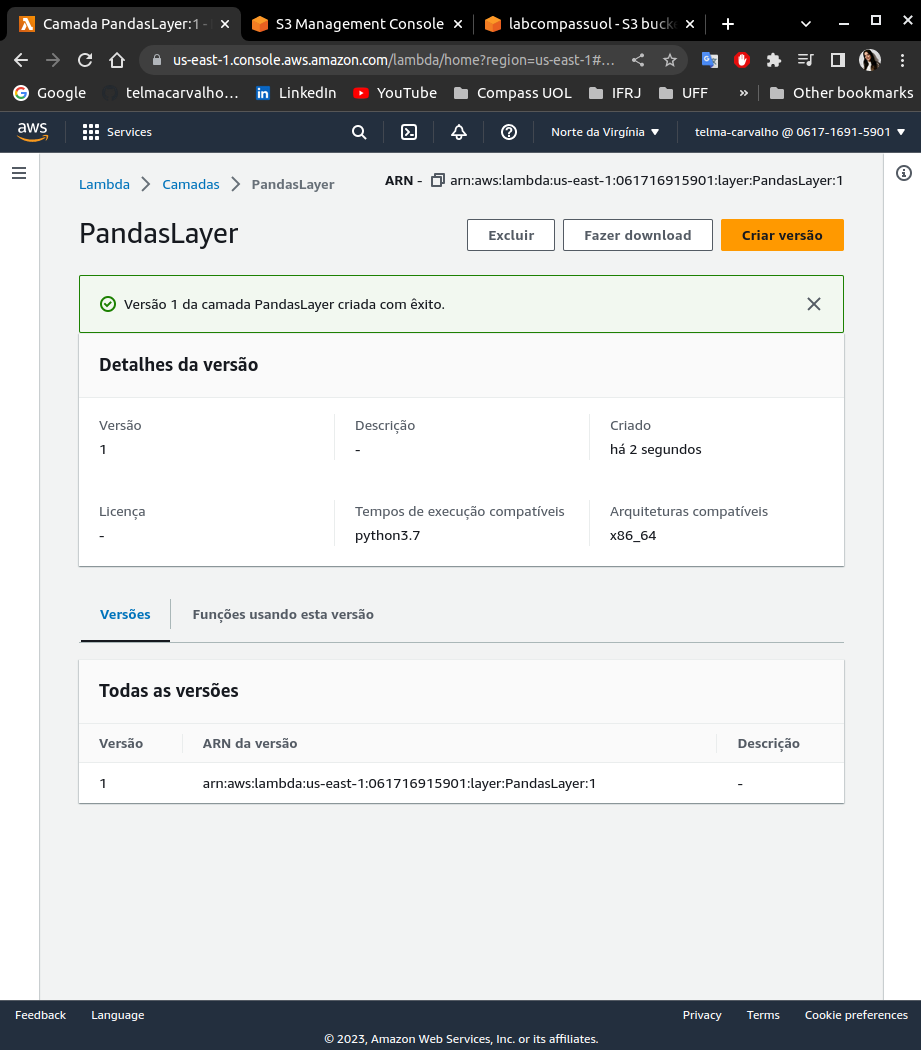 Camada PandasLayer:1 -
S3 Management Console
labcompassuol - S3 bucke
us-east-1.console.aws.amazon.com/lambda/home?region=us-east-1#...
Google
telmacarvalho...
LinkedIn
YouTube
Compass UOL
IFRJ
UFF
»
Other bookmarks
aws
Services
Norte da Virgínia
telma-carvalho @ 0617-1691-5901
Lambda
Camadas
PandasLayer
ARN - arn:aws:lambda:us-east-1:061716915901:layer:PandasLayer:1
PandasLayer
Excluir
Fazer download
Criar versão
Versão 1 da camada PandasLayer criada com êxito.
Detalhes da versão
Versão
1
Descrição
-
Criado
há 2 segundos
Licença
-
Tempos de execução compatíveis
python3.7
Arquiteturas compatíveis
x86_64
Versões
Funções usando esta versão
Todas as versões
Versão
ARN da versão
Descrição
1
arn:aws:lambda:us-east-1:061716915901:layer:PandasLayer:1
-
Feedback
Language
Privacy
Terms
Cookie preferences
© 2023, Amazon Web Services, Inc. or its affiliates.